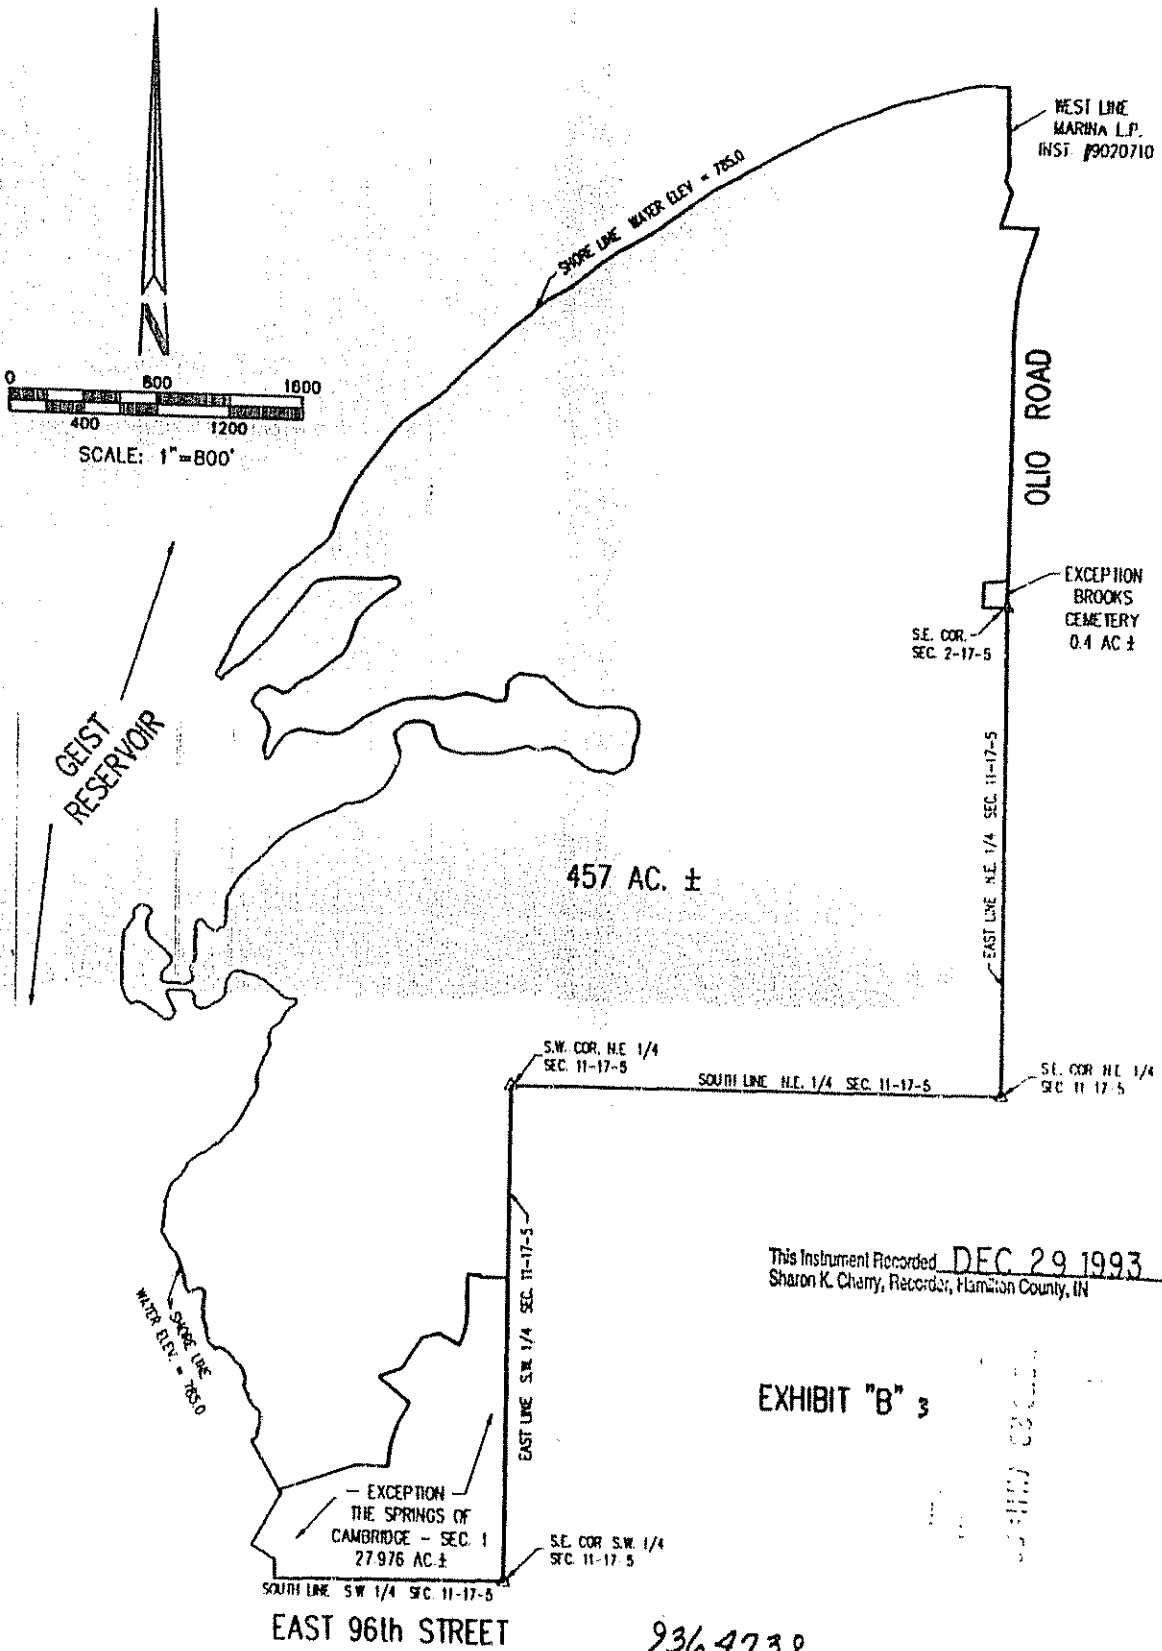 WEST LINE
MARINA L.P.
INST. #9020710
SHORE LINE WATER ELEV = 785.0
N
0 800 1600
400 1200
SCALE: 1"=800'
OLIO ROAD
EXCEPTION
BROOKS
CEMETERY
0.4 AC ±
S.E. COR.
SEC. 2-17-5
GEIST
RESERVOIR
EAST LINE N.E. 1/4 SEC. 11-17-5
457 AC. ±
S.W. COR. N.E 1/4
SEC. 11-17-5
SOUTH LINE N.E. 1/4 SEC. 11-17-5
S.E. COR N.E. 1/4
SEC 11 17-5
EAST LINE S.W. 1/4 SEC. 11-17-5
This Instrument Recorded DEC 29 1993
Sharon K. Cherry, Recorder, Hamilton County, IN
SHORE LINE
WATER ELEV. = 785.0
EXHIBIT "B" 3
EXCEPTION
THE SPRINGS OF
CAMBRIDGE - SEC. 1
27.976 AC.±
S.E. COR S.W. 1/4
SEC. 11-17-5
SOUTH LINE S.W 1/4 SEC. 11-17-5
EAST 96th STREET